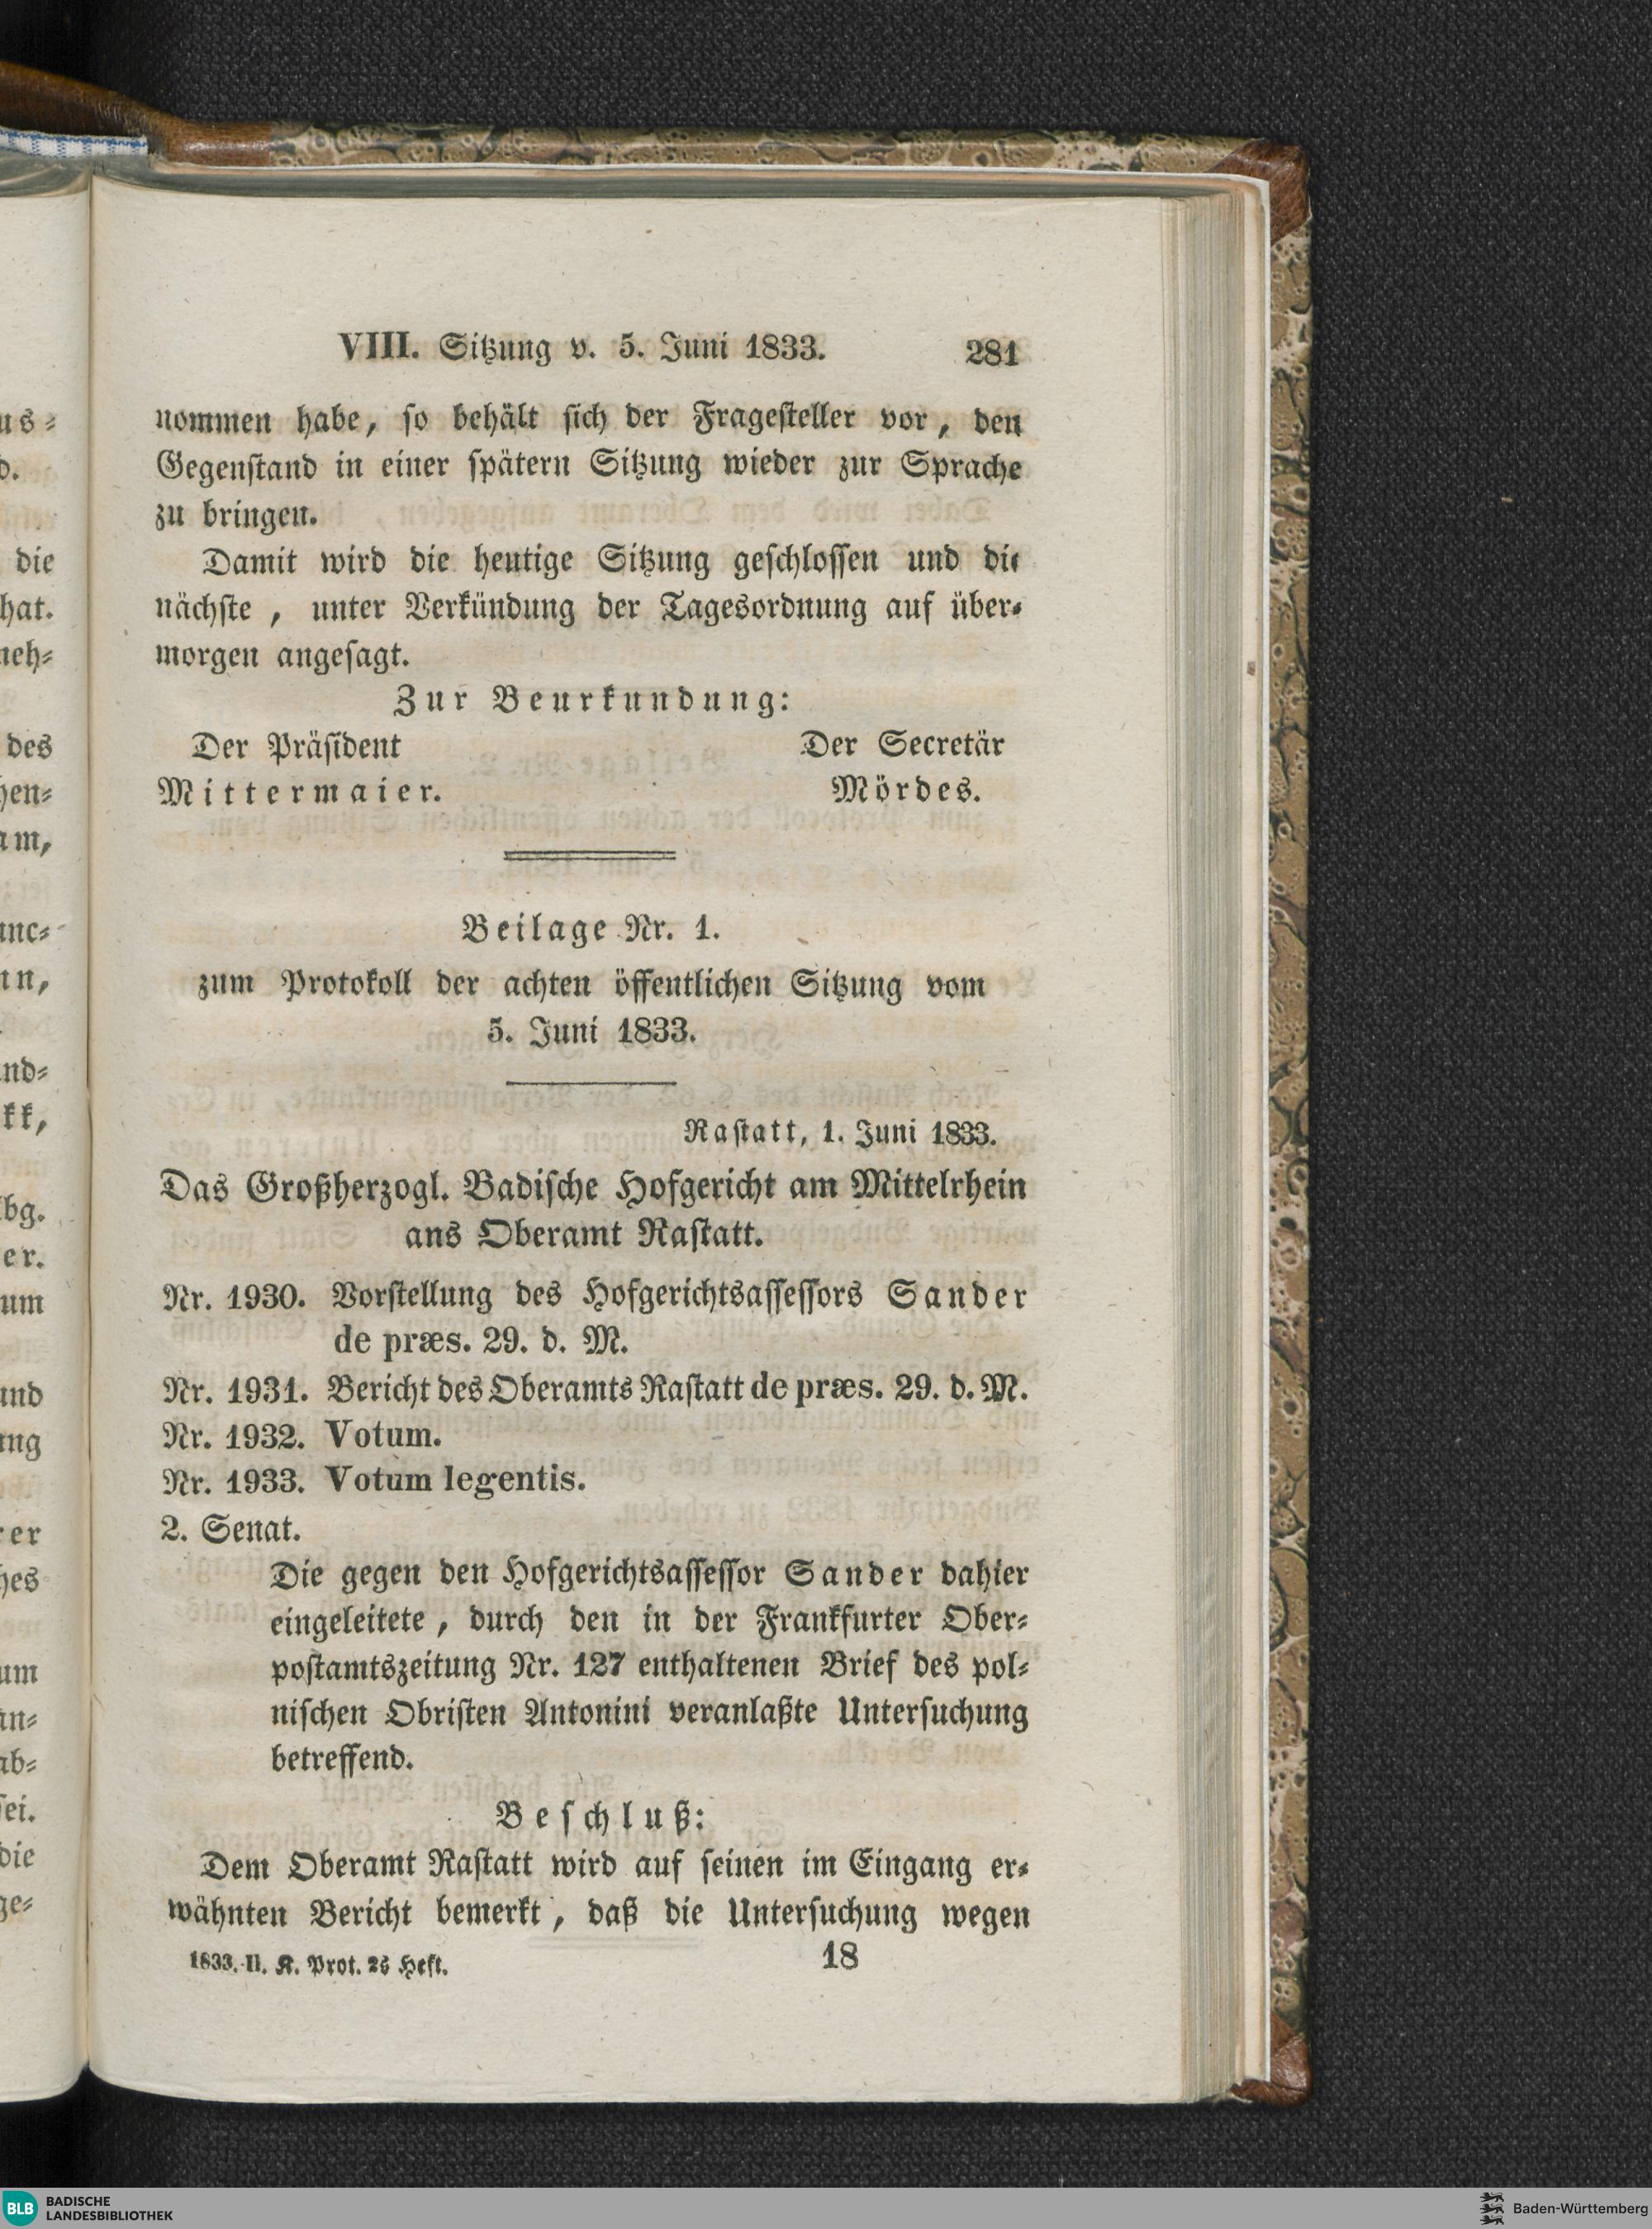 VIII. Sitzung v. 5. Juni 1833. 281
nommen habe, so behält sich der Fragesteller vor, den
Gegenstand in einer spätern Sitzung wieder zur Sprache
zu bringen.
Damit wird die heutige Sitzung geschlossen und die
nächste, unter Verkündung der Tagesordnung auf über-
morgen angesagt.
Zur Beurkundung:
Der Präsident Der Secretär
Mittermaier. Mördes.
Beilage Nr. 1.
zum Protokoll der achten öffentlichen Sitzung vom
5. Juni 1833.
Rastatt, 1. Juni 1833.
Das Großherzogl. Badische Hofgericht am Mittelrhein
ans Oberamt Rastatt.
Nr. 1930. Vorstellung des Hofgerichtsassessors Sander
de præs. 29. d. M.
Nr. 1931. Bericht des Oberamts Rastatt de præs. 29. d. M.
Nr. 1932. Votum.
Nr. 1933. Votum legentis.
2. Senat.
Die gegen den Hofgerichtsassessor Sander dahier
eingeleitete, durch den in der Frankfurter Ober-
postamtszeitung Nr. 127 enthaltenen Brief des pol-
nischen Obristen Antonini veranlaßte Untersuchung
betreffend.
Beschluß:
Dem Oberamt Rastatt wird auf seinen im Eingang er-
wähnten Bericht bemerkt, daß die Untersuchung wegen
1833. II. K. Prot. 2s Heft. 18
BLB BADISCHE
LANDESBIBLIOTHEK
Baden-Württemberg